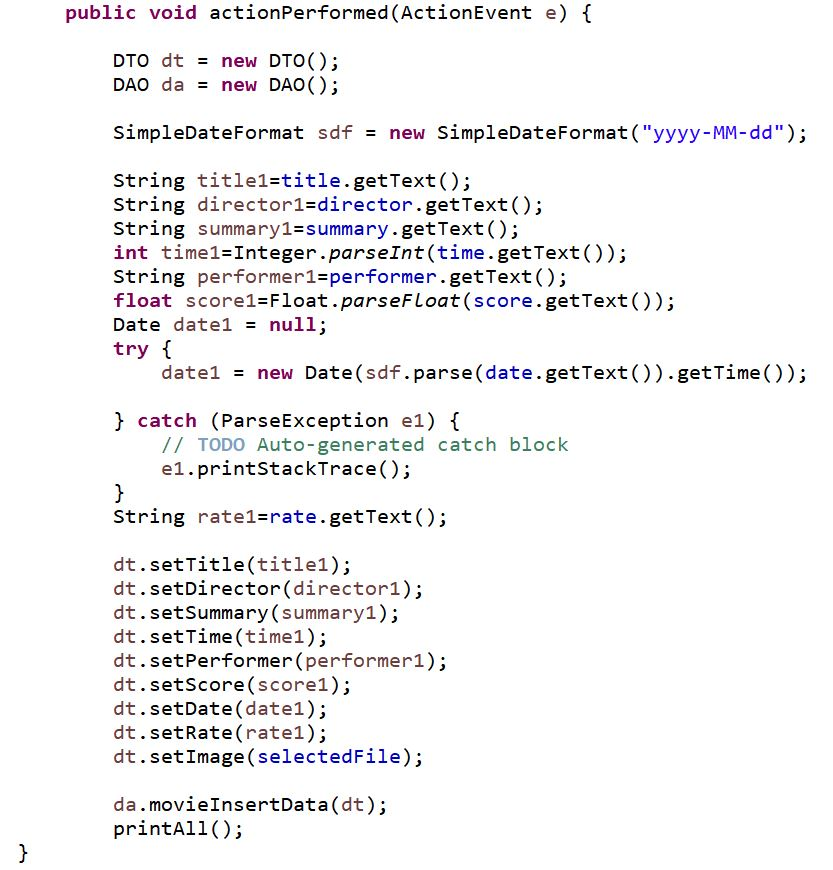 public void actionPerformed(ActionEvent e) {
DTO dt = new DTO();
DAO da = new DAO();
SimpleDateFormat sdf = new SimpleDateFormat("yyyy-MM-dd");
String title1=title.getText();
String director1=director.getText();
String summary1=summary.getText();
int time1=Integer.parseInt(time.getText());
String performer1=performer.getText();
float score1=Float.parseFloat(score.getText());
Date date1 = null;
try {
date1 = new Date(sdf.parse(date.getText()).getTime());
} catch (ParseException e1) {
// TODO Auto-generated catch block
e1.printStackTrace();
}
String rate1=rate.getText();
dt.setTitle(title1);
dt.setDirector(director1);
dt.setSummary(summary1);
dt.setTime(time1);
dt.setPerformer(performer1);
dt.setScore(score1);
dt.setDate(date1);
dt.setRate(rate1);
dt.setImage(selectedFile);
da.movieInsertData(dt);
printAll();
}